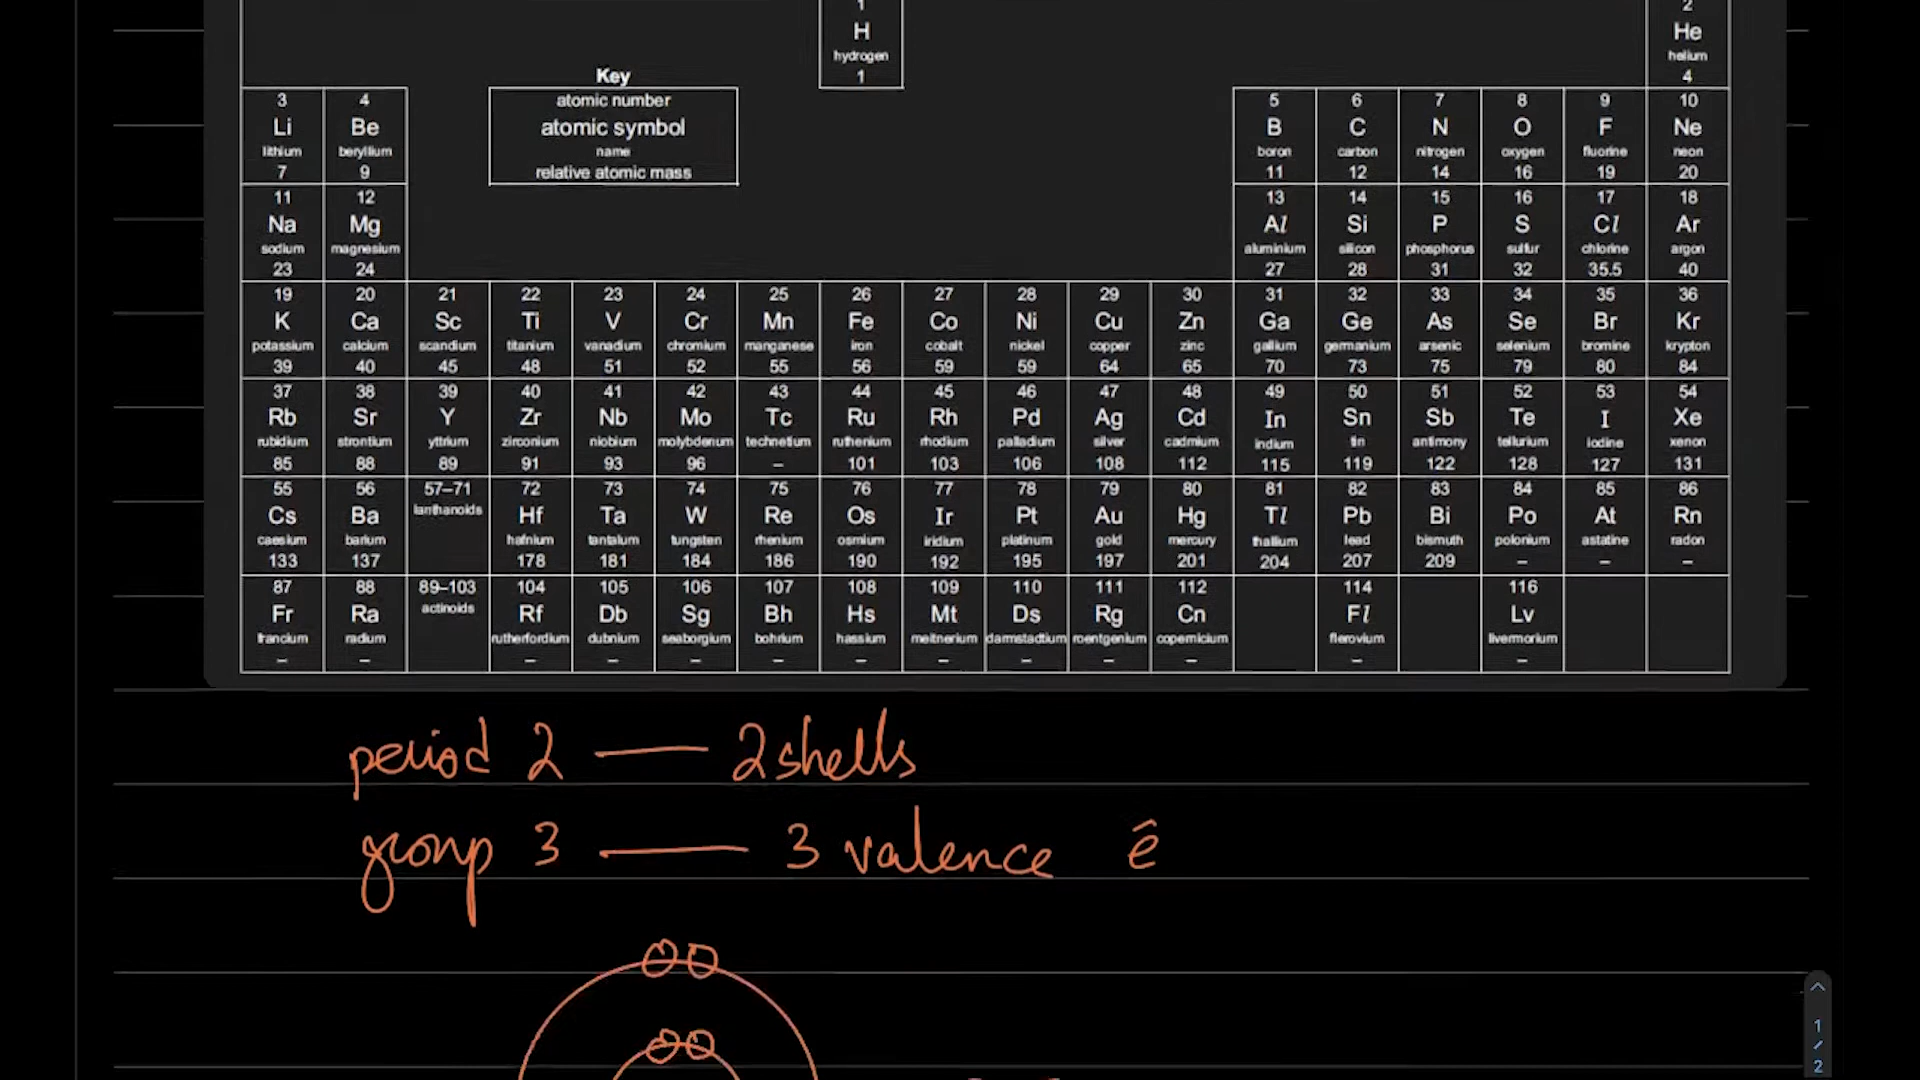 1 2
H He
hydrogen helium
Key 1 4
3 4 atomic number 5 6 7 8 9 10
Li Be atomic symbol B C N O F Ne
lithium beryllium name boron carbon nitrogen oxygen fluorine neon
7 9 relative atomic mass 11 12 14 16 19 20
11 12 13 14 15 16 17 18
Na Mg Al Si P S Cl Ar
sodium magnesium aluminium silicon phosphorus sulfur chlorine argon
23 24 27 28 31 32 35.5 40
19 20 21 22 23 24 25 26 27 28 29 30 31 32 33 34 35 36
K Ca Sc Ti V Cr Mn Fe Co Ni Cu Zn Ga Ge As Se Br Kr
potassium calcium scandium titanium vanadium chromium manganese iron cobalt nickel copper zinc gallium germanium arsenic selenium bromine krypton
39 40 45 48 51 52 55 56 59 59 64 65 70 73 75 79 80 84
37 38 39 40 41 42 43 44 45 46 47 48 49 50 51 52 53 54
Rb Sr Y Zr Nb Mo Tc Ru Rh Pd Ag Cd In Sn Sb Te I Xe
rubidium strontium yttrium zirconium niobium molybdenum technetium ruthenium rhodium palladium silver cadmium indium tin antimony tellurium iodine xenon
85 88 89 91 93 96 – 101 103 106 108 112 115 119 122 128 127 131
55 56 57–71 72 73 74 75 76 77 78 79 80 81 82 83 84 85 86
Cs Ba lanthanoids Hf Ta W Re Os Ir Pt Au Hg Tl Pb Bi Po At Rn
caesium barium hafnium tantalum tungsten rhenium osmium iridium platinum gold mercury thallium lead bismuth polonium astatine radon
133 137 178 181 184 186 190 192 195 197 201 204 207 209 – – –
87 88 89–103 104 105 106 107 108 109 110 111 112 114 116
Fr Ra actinoids Rf Db Sg Bh Hs Mt Ds Rg Cn Fl Lv
francium radium rutherfordium dubnium seaborgium bohrium hassium meitnerium darmstadtium roentgenium copernicium flerovium livermorium
– – – – – – – – – – – – –
period 2 — 2 shells
group 3 — 3 valence ē
1
/
2